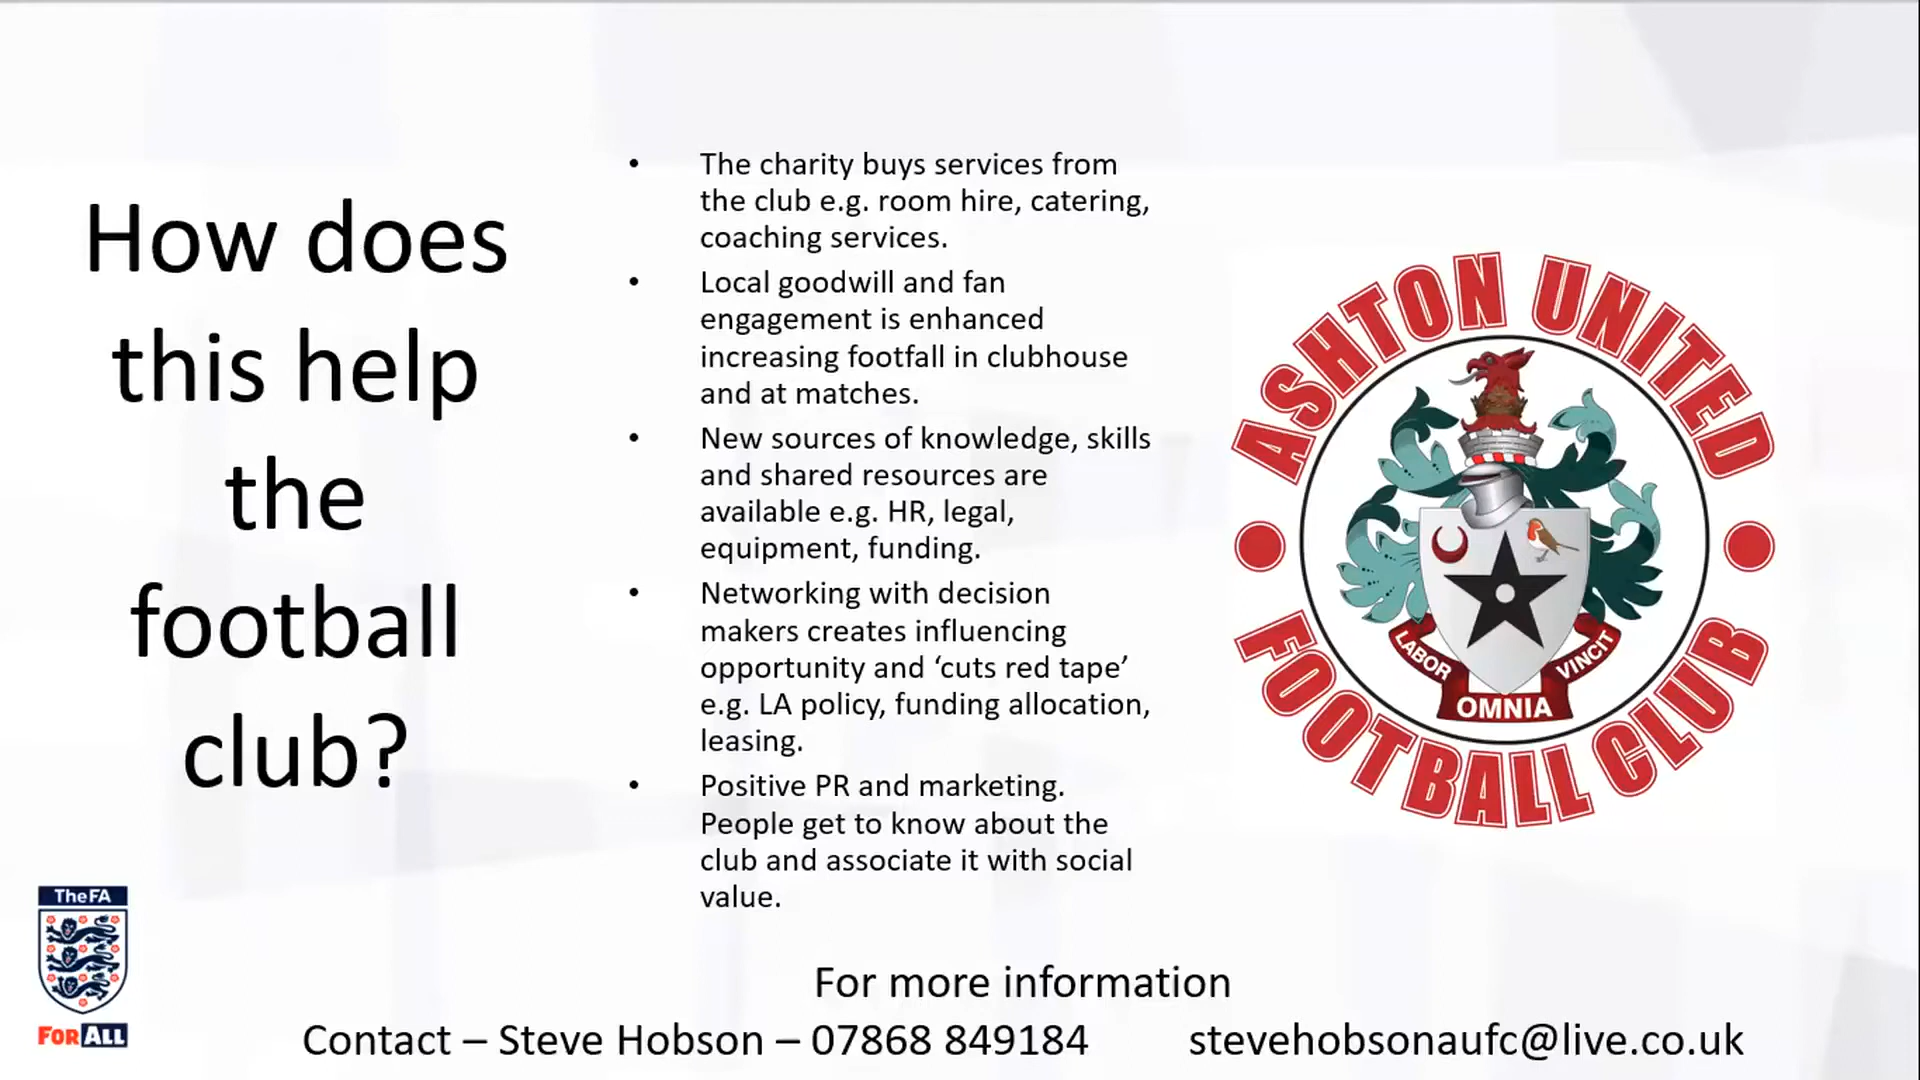 How does
this help
the
football
club?
• The charity buys services from
the club e.g. room hire, catering,
coaching services.
• Local goodwill and fan
engagement is enhanced
increasing footfall in clubhouse
and at matches.
• New sources of knowledge, skills
and shared resources are
available e.g. HR, legal,
equipment, funding.
• Networking with decision
makers creates influencing
opportunity and ‘cuts red tape’
e.g. LA policy, funding allocation,
leasing.
• Positive PR and marketing.
People get to know about the
club and associate it with social
value.
ASHTON UNITED
FOOTBALL CLUB
LABOR
OMNIA
VINCIT
The FA
FOR ALL
For more information
Contact – Steve Hobson – 07868 849184 stevehobsonaufc@live.co.uk